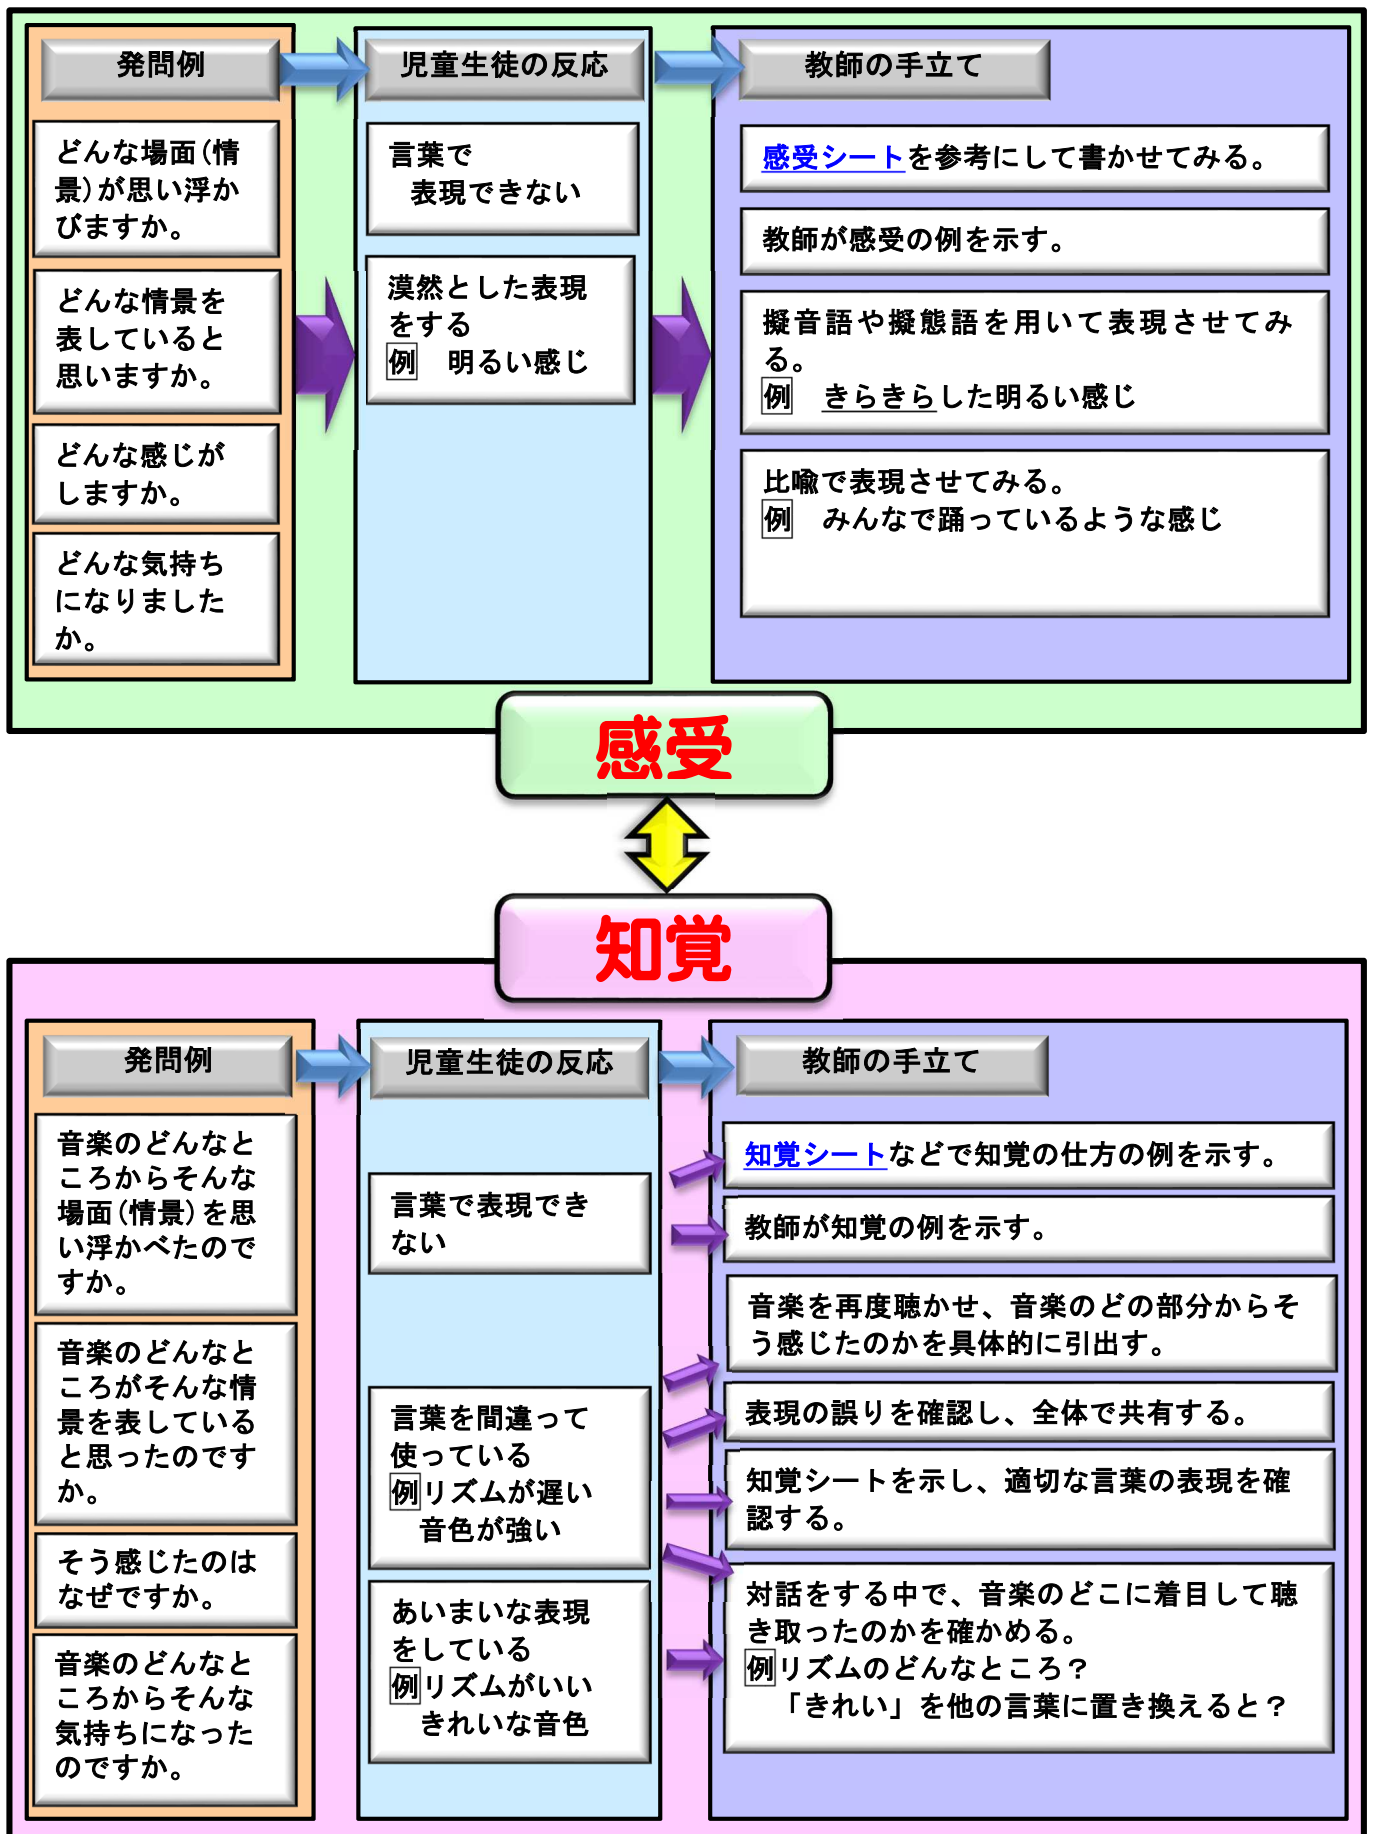 発問例
どんな場面(情
景)が思い浮か
びますか。
どんな情景を
表していると
思いますか。
どんな感じが
しますか。
どんな気持ち
になりました
か。
児童生徒の反応
言葉で
表現できない
漠然とした表現
をする
例 明るい感じ
教師の手立て
感受シートを参考にして書かせてみる。
教師が感受の例を示す。
擬音語や擬態語を用いて表現させてみ
る。
例 きらきらした明るい感じ
比喩で表現させてみる。
例 みんなで踊っているような感じ
感受
知覚
発問例
音楽のどんなと
ころからそんな
場面(情景)を思
い浮かべたので
すか。
音楽のどんなと
ころがそんな情
景を表している
と思ったのです
か。
そう感じたのは
なぜですか。
音楽のどんなと
ころからそんな
気持ちになった
のですか。
児童生徒の反応
言葉で表現でき
ない
言葉を間違って
使っている
例リズムが遅い
音色が強い
あいまいな表現
をしている
例リズムがいい
きれいな音色
教師の手立て
知覚シートなどで知覚の仕方の例を示す。
教師が知覚の例を示す。
音楽を再度聴かせ、音楽のどの部分からそ
う感じたのかを具体的に引出す。
表現の誤りを確認し、全体で共有する。
知覚シートを示し、適切な言葉の表現を確
認する。
対話をする中で、音楽のどこに着目して聴
き取ったのかを確かめる。
例リズムのどんなところ？
「きれい」を他の言葉に置き換えると？